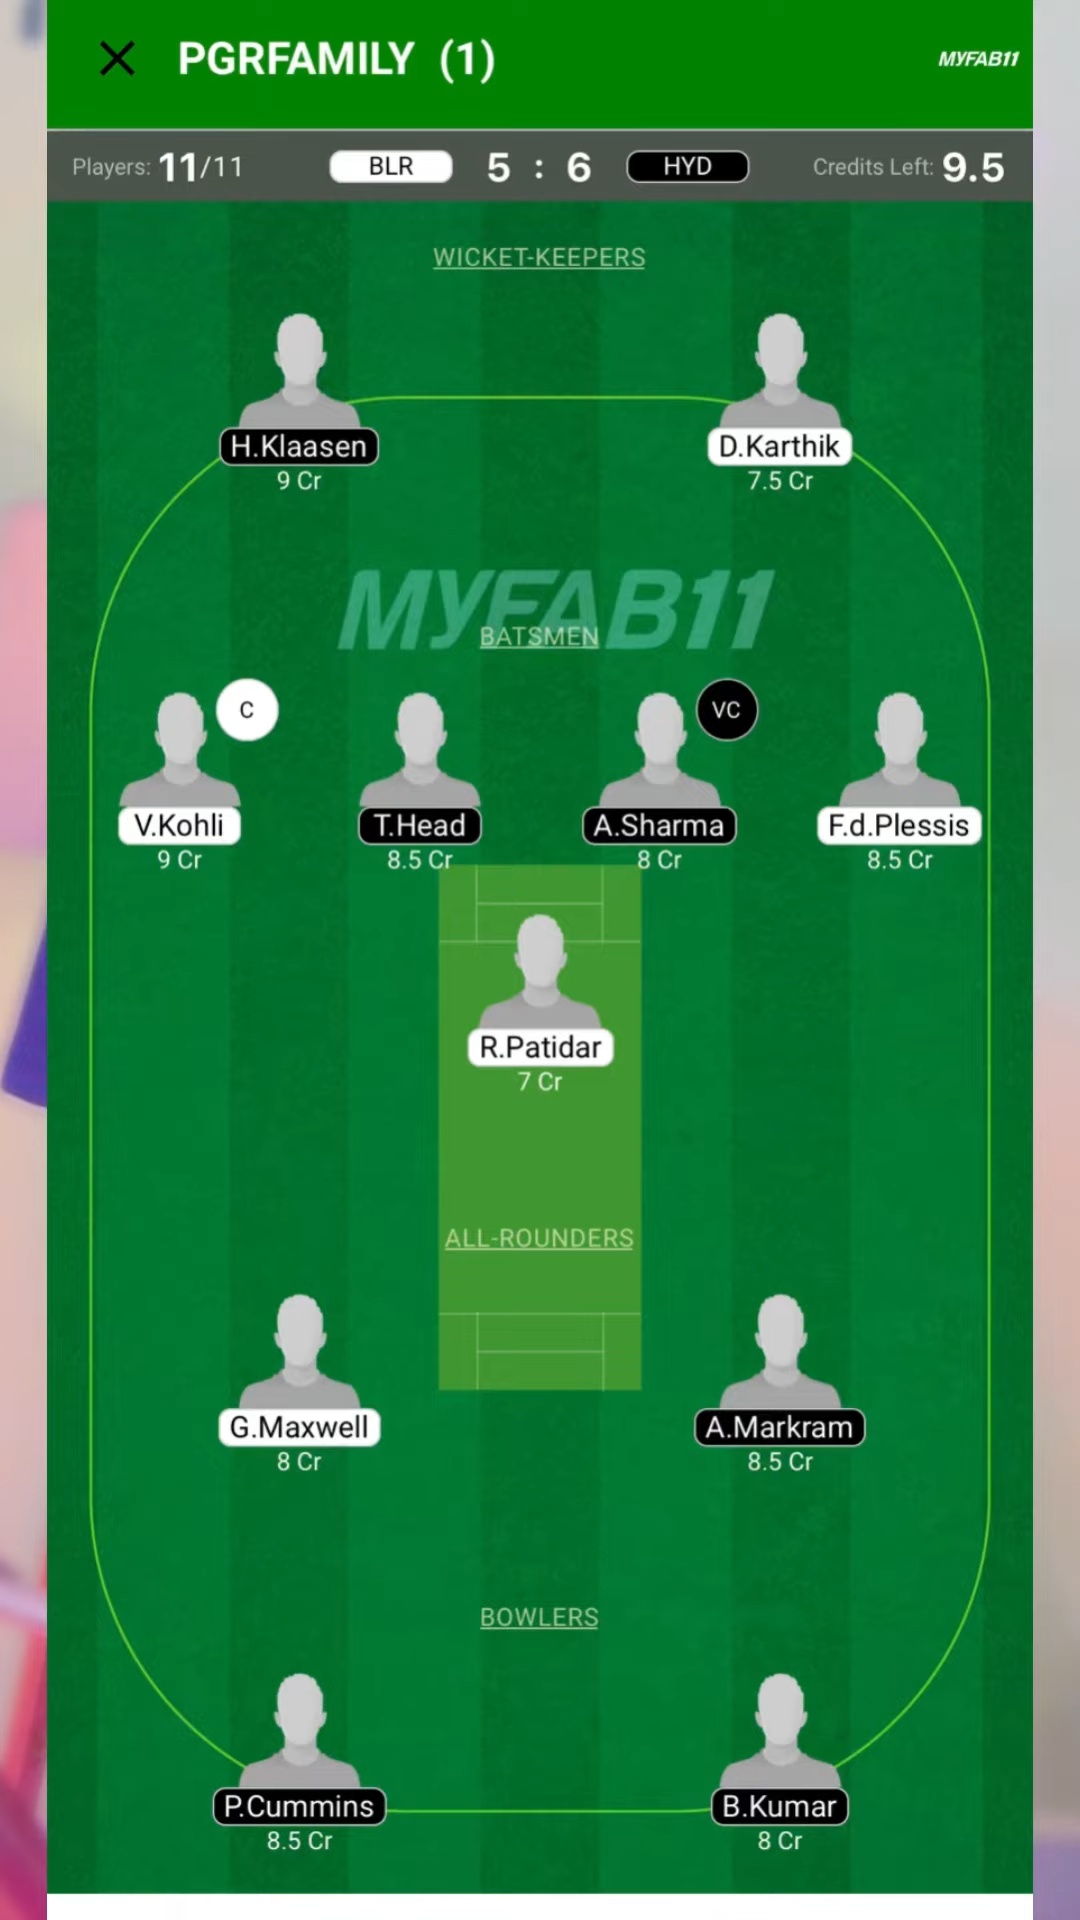 PGRFAMILY (1)
MYFAB11
Players: 11/11 BLR 5 : 6 HYD Credits Left: 9.5
WICKET-KEEPERS
H.Klaasen D.Karthik
9 Cr 7.5 Cr
MYFAB11
BATSMEN
C VC
V.Kohli T.Head A.Sharma F.d.Plessis
9 Cr 8.5 Cr 8 Cr 8.5 Cr
R.Patidar
7 Cr
ALL-ROUNDERS
G.Maxwell A.Markram
8 Cr 8.5 Cr
BOWLERS
P.Cummins B.Kumar
8.5 Cr 8 Cr